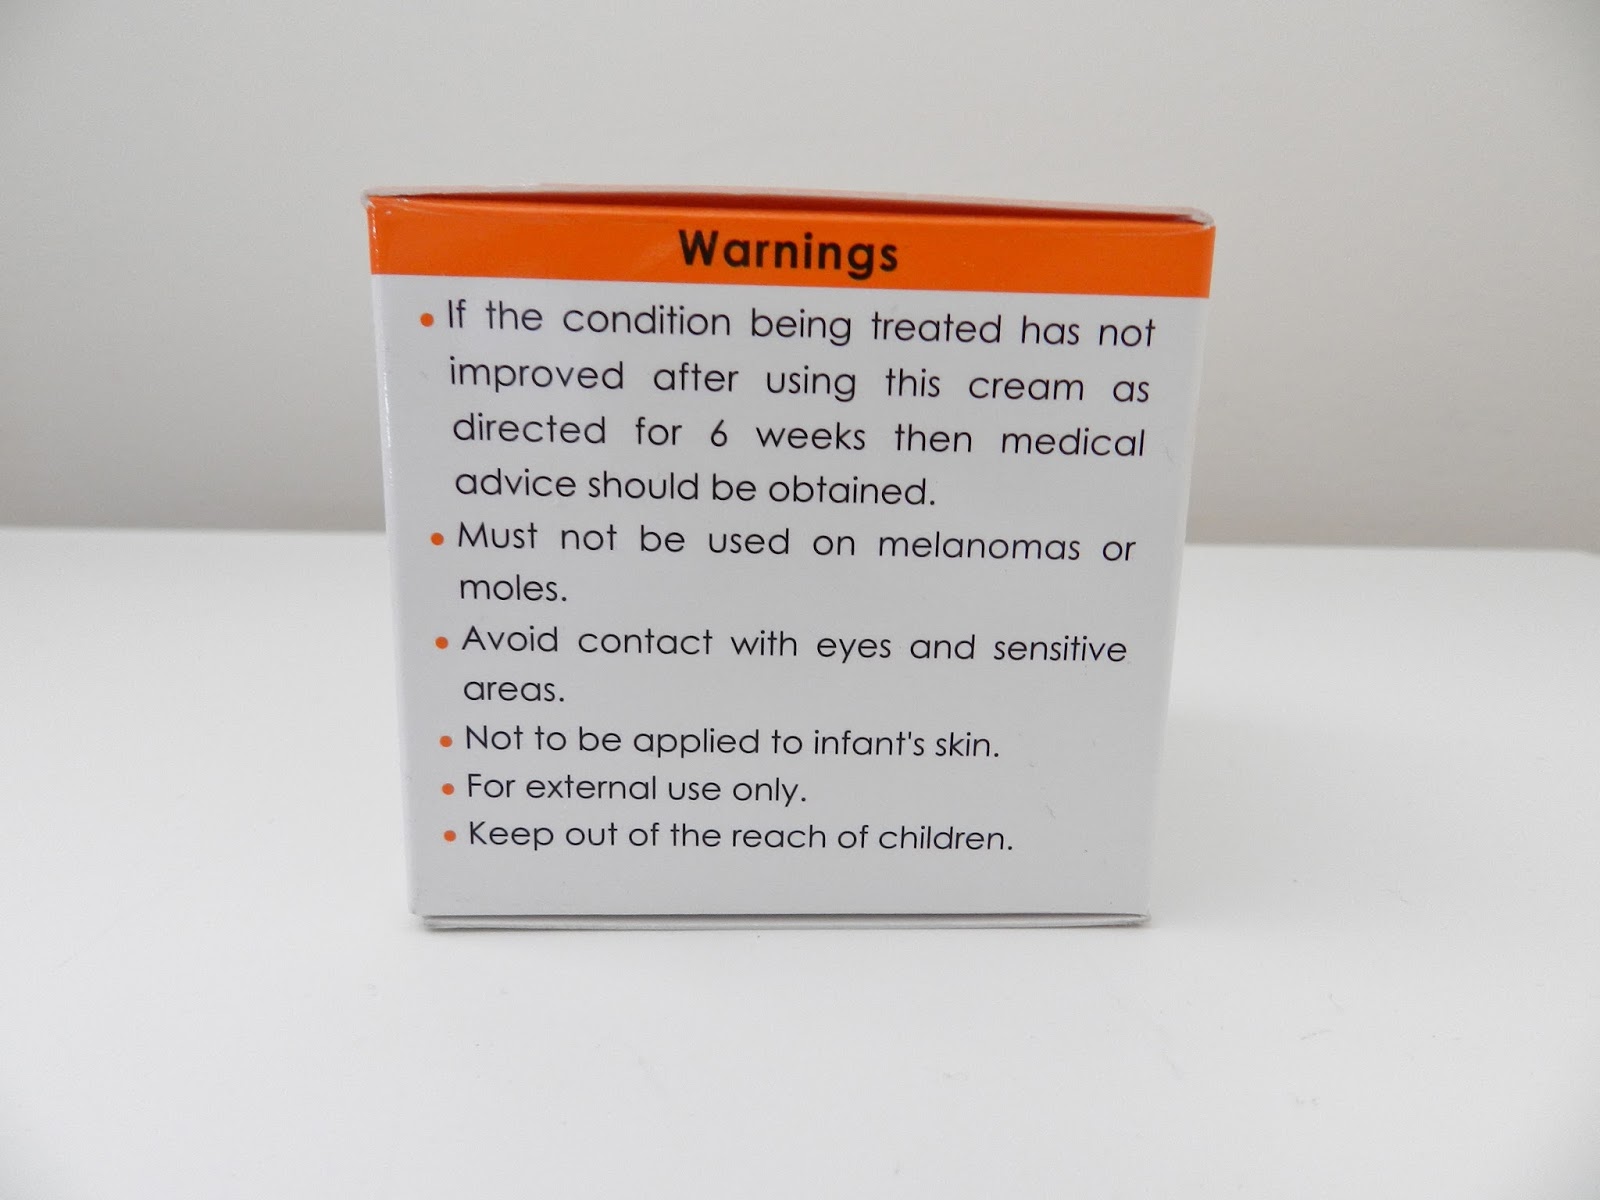 Warnings
• If the condition being treated has not
improved after using this cream as
directed for 6 weeks then medical
advice should be obtained.
• Must not be used on melanomas or
moles.
• Avoid contact with eyes and sensitive
areas.
• Not to be applied to infant's skin.
• For external use only.
• Keep out of the reach of children.